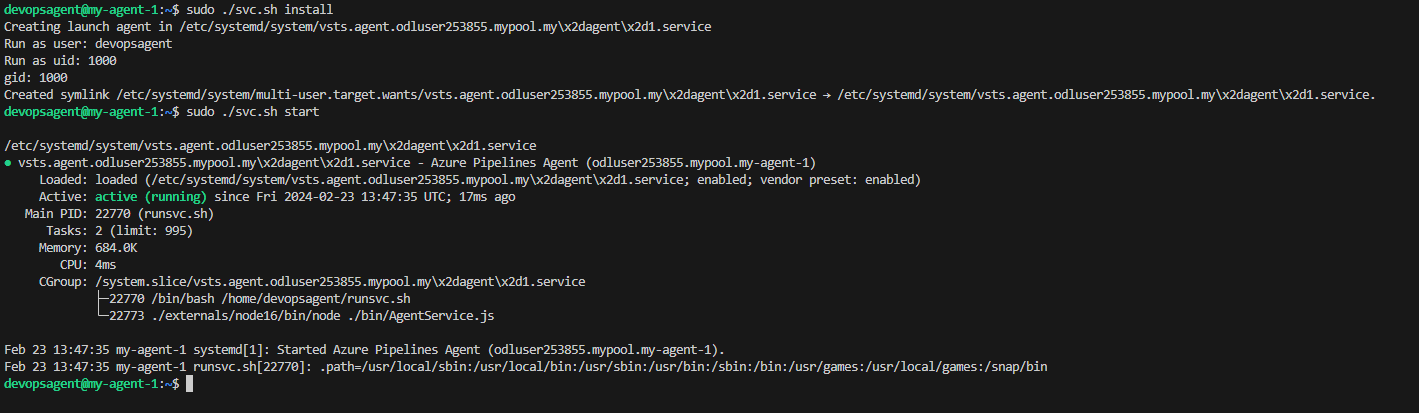 devopsagent@my-agent-1:~$ sudo ./svc.sh install
Creating launch agent in /etc/systemd/system/vsts.agent.odluser253855.mypool.my\x2dagent\x2d1.service
Run as user: devopsagent
Run as uid: 1000
gid: 1000
Created symlink /etc/systemd/system/multi-user.target.wants/vsts.agent.odluser253855.mypool.my\x2dagent\x2d1.service → /etc/systemd/system/vsts.agent.odluser253855.mypool.my\x2dagent\x2d1.service.
devopsagent@my-agent-1:~$ sudo ./svc.sh start
/etc/systemd/system/vsts.agent.odluser253855.mypool.my\x2dagent\x2d1.service
● vsts.agent.odluser253855.mypool.my\x2dagent\x2d1.service - Azure Pipelines Agent (odluser253855.mypool.my-agent-1)
Loaded: loaded (/etc/systemd/system/vsts.agent.odluser253855.mypool.my\x2dagent\x2d1.service; enabled; vendor preset: enabled)
Active: active (running) since Fri 2024-02-23 13:47:35 UTC; 17ms ago
Main PID: 22770 (runsvc.sh)
Tasks: 2 (limit: 995)
Memory: 684.0K
CPU: 4ms
CGroup: /system.slice/vsts.agent.odluser253855.mypool.my\x2dagent\x2d1.service
├─22770 /bin/bash /home/devopsagent/runsvc.sh
└─22773 ./externals/node16/bin/node ./bin/AgentService.js
Feb 23 13:47:35 my-agent-1 systemd[1]: Started Azure Pipelines Agent (odluser253855.mypool.my-agent-1).
Feb 23 13:47:35 my-agent-1 runsvc.sh[22770]: .path=/usr/local/sbin:/usr/local/bin:/usr/sbin:/usr/bin:/sbin:/bin:/usr/games:/usr/local/games:/snap/bin
devopsagent@my-agent-1:~$